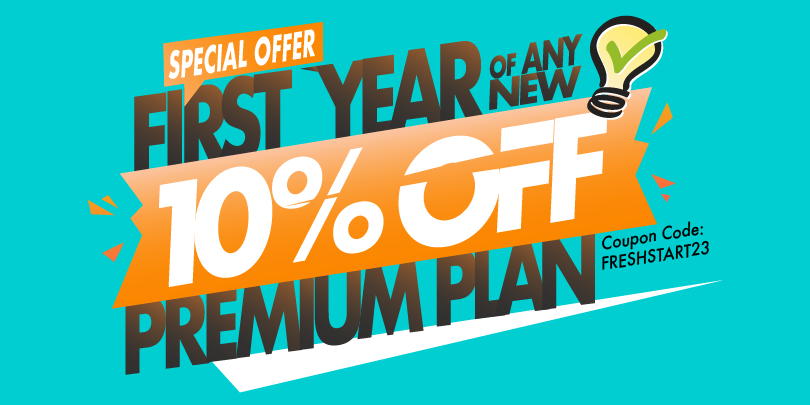 SPECIAL OFFER
FIRST YEAR OF ANY NEW
10% OFF
PREMIUM PLAN
Coupon Code:
FRESHSTART23